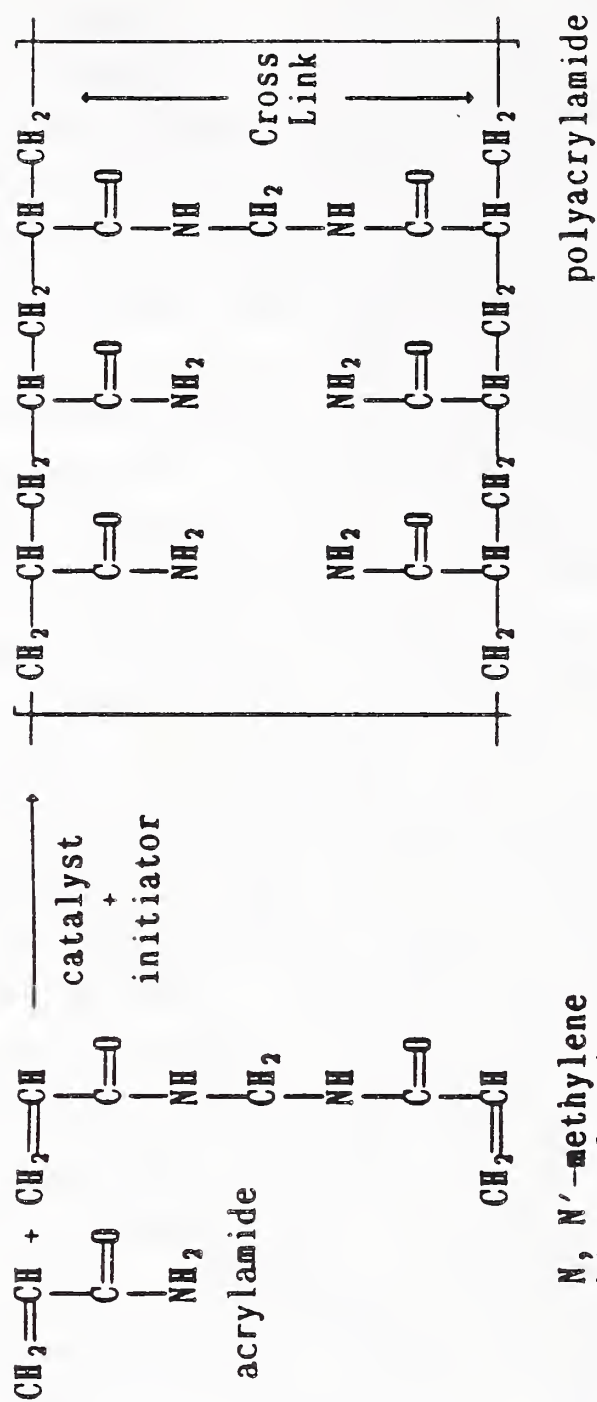 CH₂=CH + CH₂=CH
C=O C=O
NH₂ NH
acrylamide
CH₂
NH
C=O
CH₂=CH
N, N′-methylene
catalyst
+
initiator
CH₂—CH—CH₂—CH—CH₂—CH—CH₂
C=O C=O C=O
NH₂ NH₂ NH
CH₂
Cross
Link
NH₂ NH₂ NH
C=O C=O C=O
CH₂—CH—CH₂—CH—CH₂—CH—CH₂
polyacrylamide